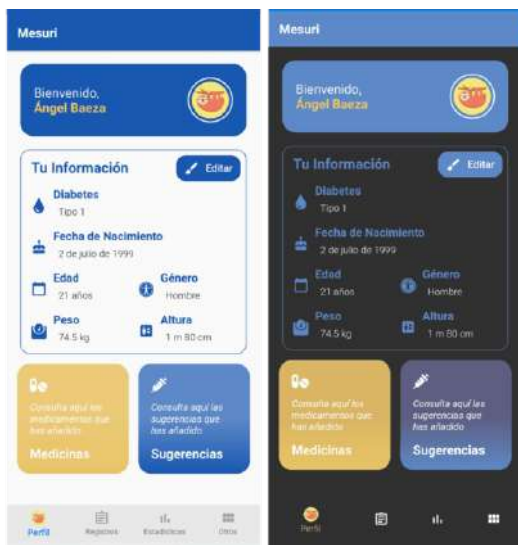 Mesuri
Bienvenido,
Ángel Baeza
Tu Información
Editar
Diabetes
Tipo 1
Fecha de Nacimiento
2 de julio de 1999
Edad
21 años
Género
Hombre
Peso
74.5 kg
Altura
1 m 80 cm
Consulta aquí los
medicamentos que
has añadido
Medicinas
Consulta aquí las
sugerencias que
has añadido
Sugerencias
Perfil
Registros
Estadísticas
Otros
Mesuri
Bienvenido,
Ángel Baeza
Tu Información
Editar
Diabetes
Tipo 1
Fecha de Nacimiento
2 de julio de 1999
Edad
21 años
Género
Hombre
Peso
74.5 kg
Altura
1 m 80 cm
Consulta aquí los
medicamentos que
has añadido
Medicinas
Consulta aquí las
sugerencias que
has añadido
Sugerencias
Perfil